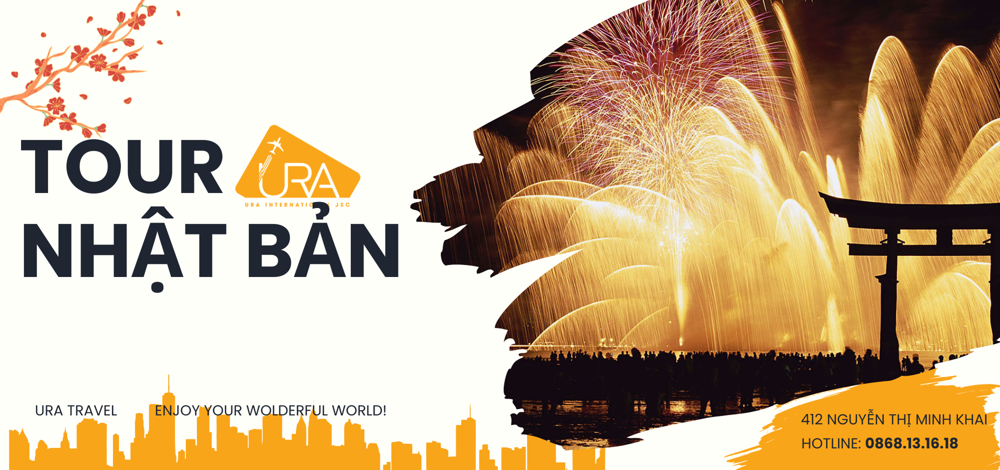 TOUR
URA
URA INTERNATIONAL JSC
NHẬT BẢN
URA TRAVEL
ENJOY YOUR WOLDERFUL WORLD!
412 NGUYỄN THỊ MINH KHAI
HOTLINE: 0868.13.16.18